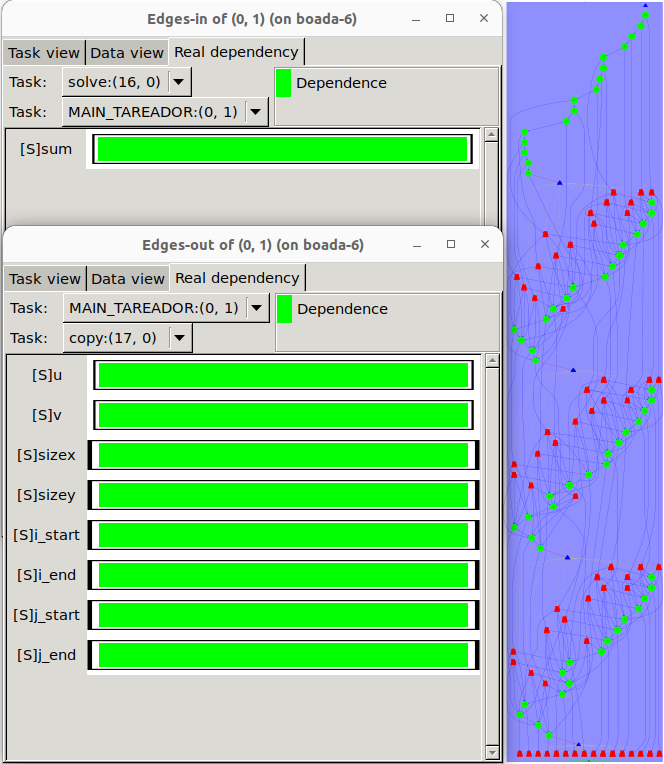 Edges-in of (0, 1) (on boada-6)
Task view Data view Real dependency
Task: solve:(16, 0) Dependence
Task: MAIN_TAREADOR:(0, 1)
[S]sum
Edges-out of (0, 1) (on boada-6)
Task view Data view Real dependency
Task: MAIN_TAREADOR:(0, 1) Dependence
Task: copy:(17, 0)
[S]u
[S]v
[S]sizex
[S]sizey
[S]i_start
[S]i_end
[S]j_start
[S]j_end